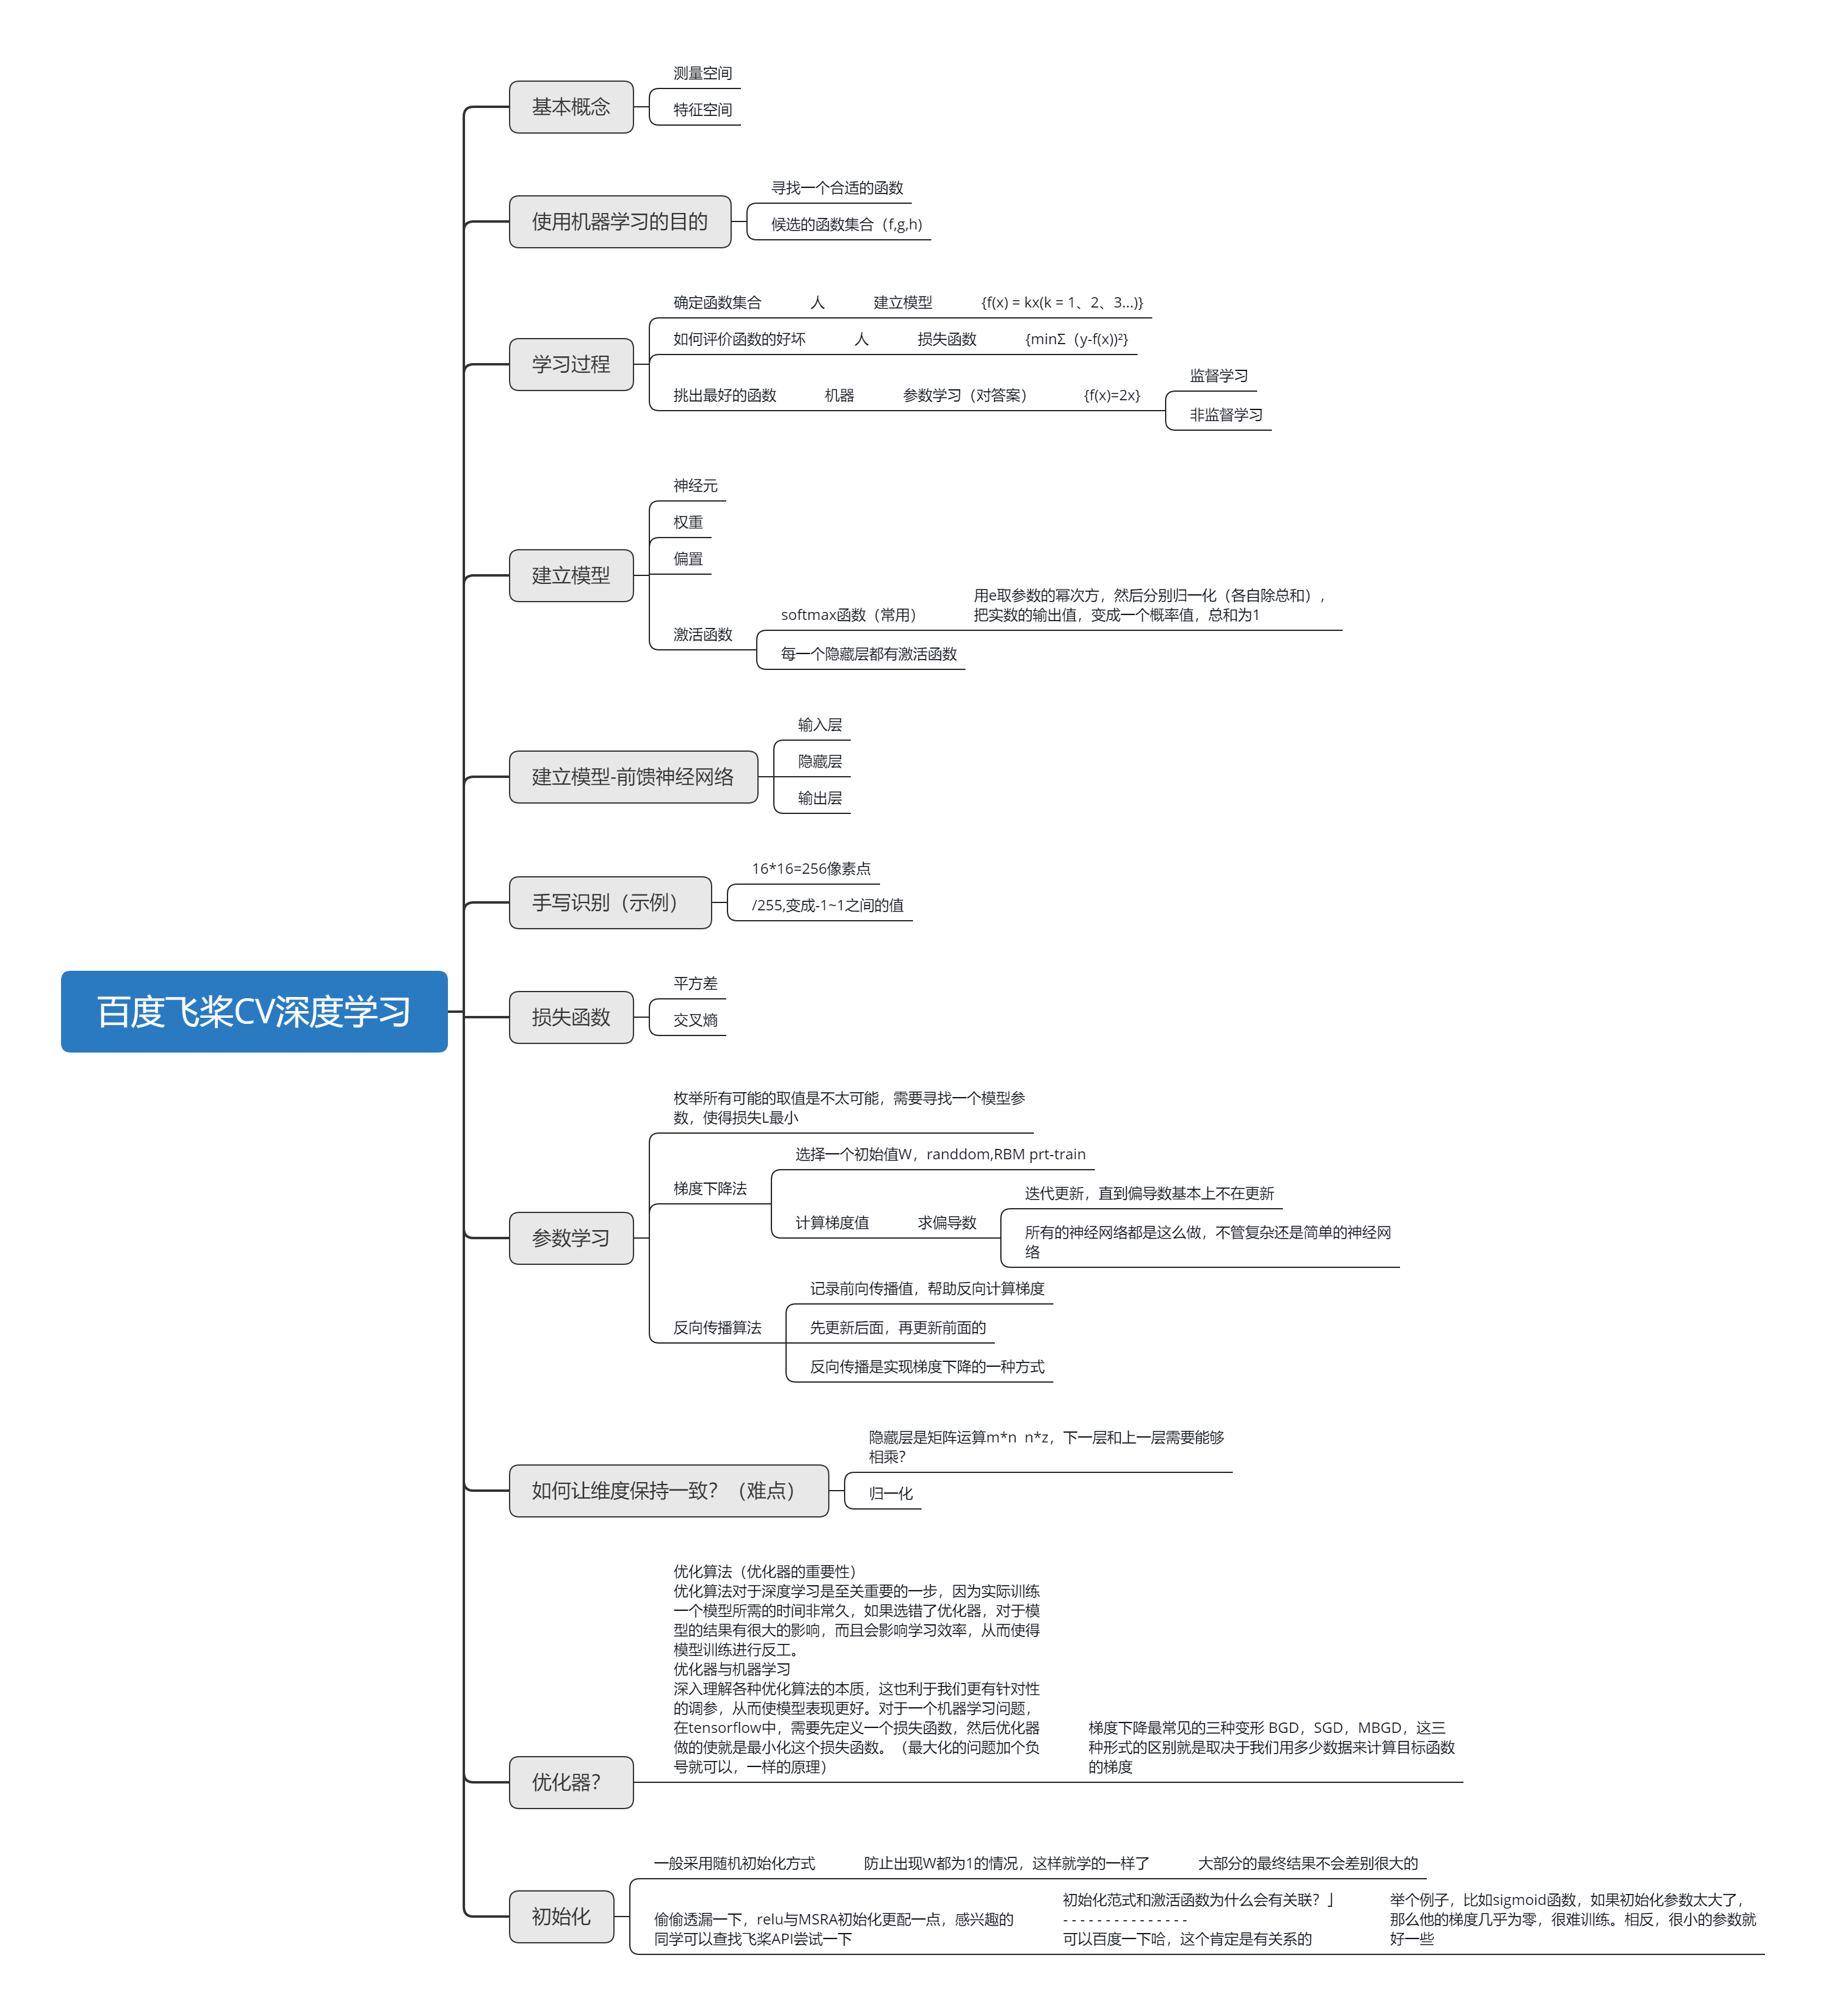 百度飞桨CV深度学习
基本概念
测量空间
特征空间
使用机器学习的目的
寻找一个合适的函数
候选的函数集合（f,g,h)
学习过程
确定函数集合 人 建立模型 {f(x) = kx(k = 1、2、3...)}
如何评价函数的好坏 人 损失函数 {minΣ（y-f(x))²}
挑出最好的函数 机器 参数学习（对答案） {f(x)=2x}
监督学习
非监督学习
建立模型
神经元
权重
偏置
激活函数
softmax函数（常用）
用e取参数的幂次方，然后分别归一化（各自除总和），
把实数的输出值，变成一个概率值，总和为1
每一个隐藏层都有激活函数
建立模型-前馈神经网络
输入层
隐藏层
输出层
手写识别（示例）
16*16=256像素点
/255,变成-1~1之间的值
损失函数
平方差
交叉熵
参数学习
枚举所有可能的取值是不太可能，需要寻找一个模型参
数，使得损失L最小
梯度下降法
选择一个初始值W，randdom,RBM prt-train
计算梯度值 求偏导数
迭代更新，直到偏导数基本上不在更新
所有的神经网络都是这么做，不管复杂还是简单的神经网
络
反向传播算法
记录前向传播值，帮助反向计算梯度
先更新后面，再更新前面的
反向传播是实现梯度下降的一种方式
如何让维度保持一致？（难点）
隐藏层是矩阵运算m*n n*z，下一层和上一层需要能够
相乘？
归一化
优化器？
优化算法（优化器的重要性）
优化算法对于深度学习是至关重要的一步，因为实际训练
一个模型所需的时间非常久，如果选错了优化器，对于模
型的结果有很大的影响，而且会影响学习效率，从而使得
模型训练进行反工。
优化器与机器学习
深入理解各种优化算法的本质，这也利于我们更有针对性
的调参，从而使模型表现更好。对于一个机器学习问题，
在tensorflow中，需要先定义一个损失函数，然后优化器
做的使就是最小化这个损失函数。（最大化的问题加个负
号就可以，一样的原理）
梯度下降最常见的三种变形 BGD，SGD，MBGD，这三
种形式的区别就是取决于我们用多少数据来计算目标函数
的梯度
初始化
一般采用随机初始化方式 防止出现W都为1的情况，这样就学的一样了 大部分的最终结果不会差别很大的
偷偷透漏一下，relu与MSRA初始化更配一点，感兴趣的
同学可以查找飞桨API尝试一下
初始化范式和激活函数为什么会有关联？」
- - - - - - - - - - - - - - -
可以百度一下哈，这个肯定是有关系的
举个例子，比如sigmoid函数，如果初始化参数太大了，
那么他的梯度几乎为零，很难训练。相反，很小的参数就
好一些